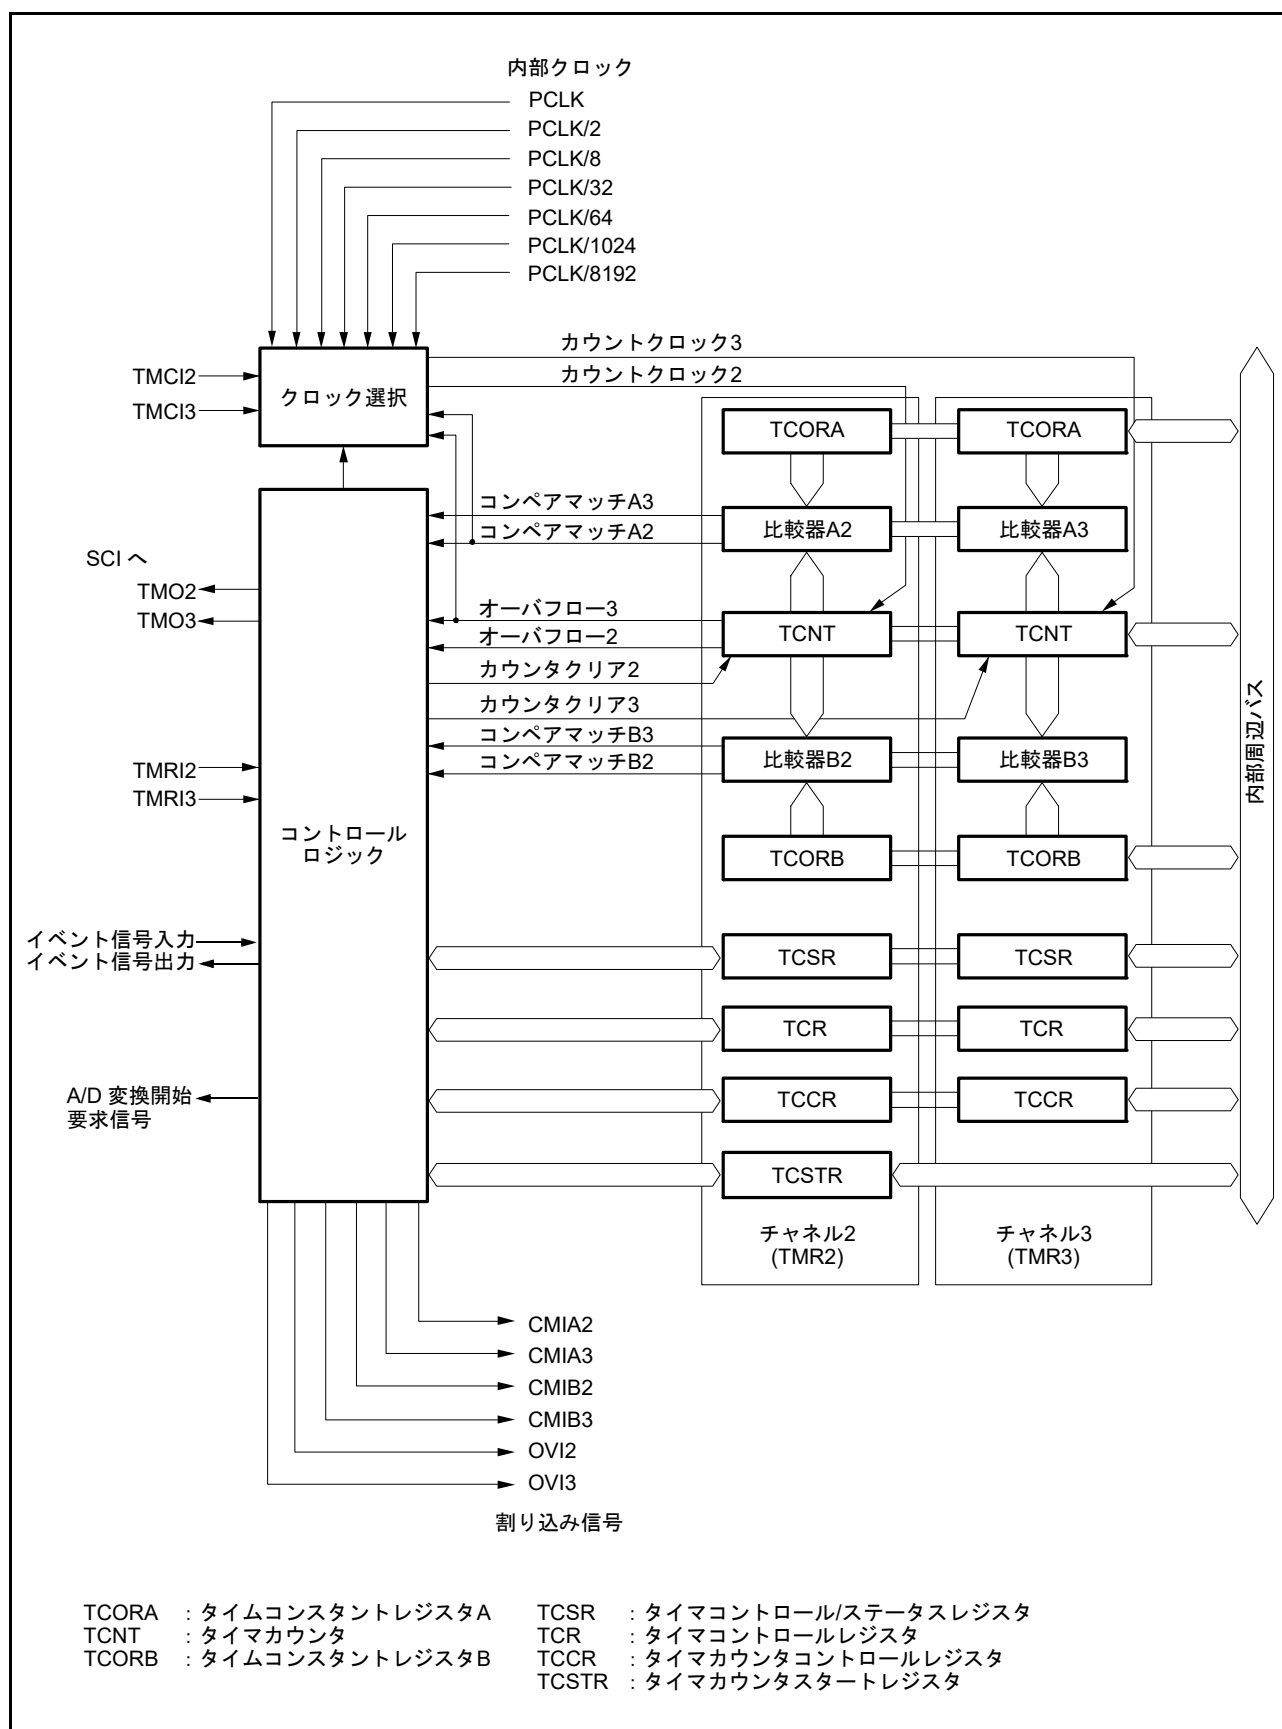 内部クロック
PCLK
PCLK/2
PCLK/8
PCLK/32
PCLK/64
PCLK/1024
PCLK/8192
カウントクロック3
カウントクロック2
TMCI2
TMCI3
クロック選択
TCORA
TCORA
コンペアマッチA3
コンペアマッチA2
比較器A2
比較器A3
SCI へ
TMO2
TMO3
オーバフロー3
オーバフロー2
TCNT
TCNT
カウンタクリア2
カウンタクリア3
コンペアマッチB3
コンペアマッチB2
比較器B2
比較器B3
内部周辺バス
TMRI2
TMRI3
コントロール
ロジック
TCORB
TCORB
イベント信号入力
イベント信号出力
TCSR
TCSR
TCR
TCR
A/D 変換開始
要求信号
TCCR
TCCR
TCSTR
チャネル2
(TMR2)
チャネル3
(TMR3)
CMIA2
CMIA3
CMIB2
CMIB3
OVI2
OVI3
割り込み信号
TCORA : タイムコンスタントレジスタA
TCNT : タイマカウンタ
TCORB : タイムコンスタントレジスタB
TCSR : タイマコントロール/ステータスレジスタ
TCR : タイマコントロールレジスタ
TCCR : タイマカウンタコントロールレジスタ
TCSTR : タイマカウンタスタートレジスタ